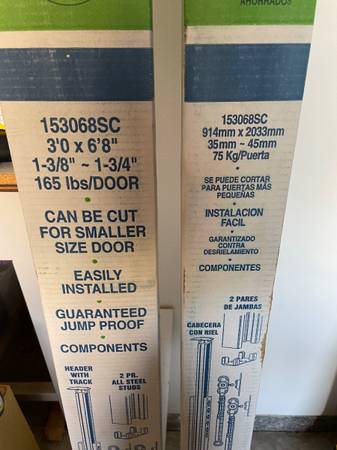 153068SC
3'0 x 6'8"
1-3/8" ~ 1-3/4"
165 lbs/DOOR
CAN BE CUT
FOR SMALLER
SIZE DOOR
EASILY
INSTALLED
GUARANTEED
JUMP PROOF
COMPONENTS
HEADER
WITH
TRACK
2 PR.
ALL STEEL
STUDS
AHORRADOS
153068SC
914mm x 2033mm
35mm ~ 45mm
75 Kg/Puerta
SE PUEDE CORTAR
PARA PUERTAS MÁS
PEQUEÑAS
INSTALACION
FACIL
GARANTIZADO
CONTRA
DESRIELAMIENTO
COMPONENTES
2 PARES
DE JAMBAS
CABECERA
CON RIEL